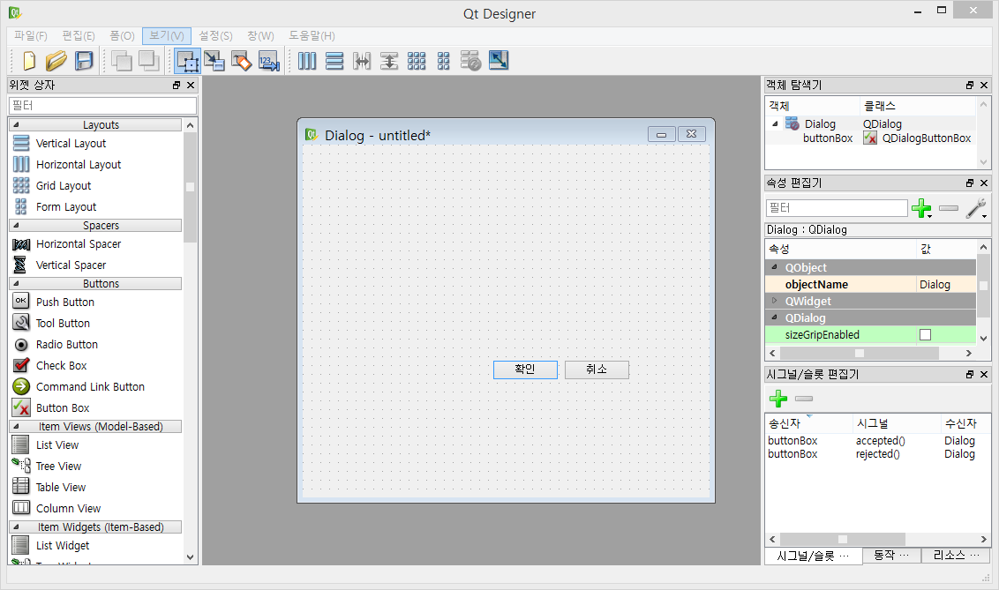 Qt Designer
파일(F) 편집(E) 폼(O) 보기(V) 설정(S) 창(W) 도움말(H)
위젯 상자
필터
Layouts
Vertical Layout
Horizontal Layout
Grid Layout
Form Layout
Spacers
Horizontal Spacer
Vertical Spacer
Buttons
OK Push Button
Tool Button
Radio Button
Check Box
Command Link Button
Button Box
Item Views (Model-Based)
List View
Tree View
Table View
Column View
Item Widgets (Item-Based)
List Widget
Dialog - untitled*
확인 취소
객체 탐색기
객체 클래스
Dialog QDialog
buttonBox QDialogButtonBox
속성 편집기
필터
Dialog : QDialog
속성 값
QObject
objectName Dialog
QWidget
QDialog
sizeGripEnabled
시그널/슬롯 편집기
송신자 시그널 수신자
buttonBox accepted() Dialog
buttonBox rejected() Dialog
시그널/슬롯 ... 동작 ... 리소스 ...